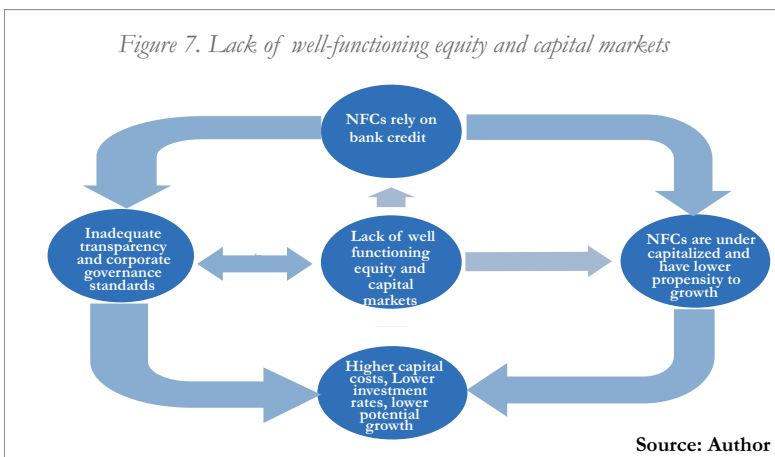 Figure 7. Lack of well-functioning equity and capital markets
NFCs rely on
bank credit
Inadequate
transparency
and corporate
governance
standards
Lack of well
functioning
equity and
capital
markets
NFCs are under
capitalized and
have lower
propensity to
growth
Higher capital
costs, Lower
investment
rates, lower
potential
growth
Source: Author